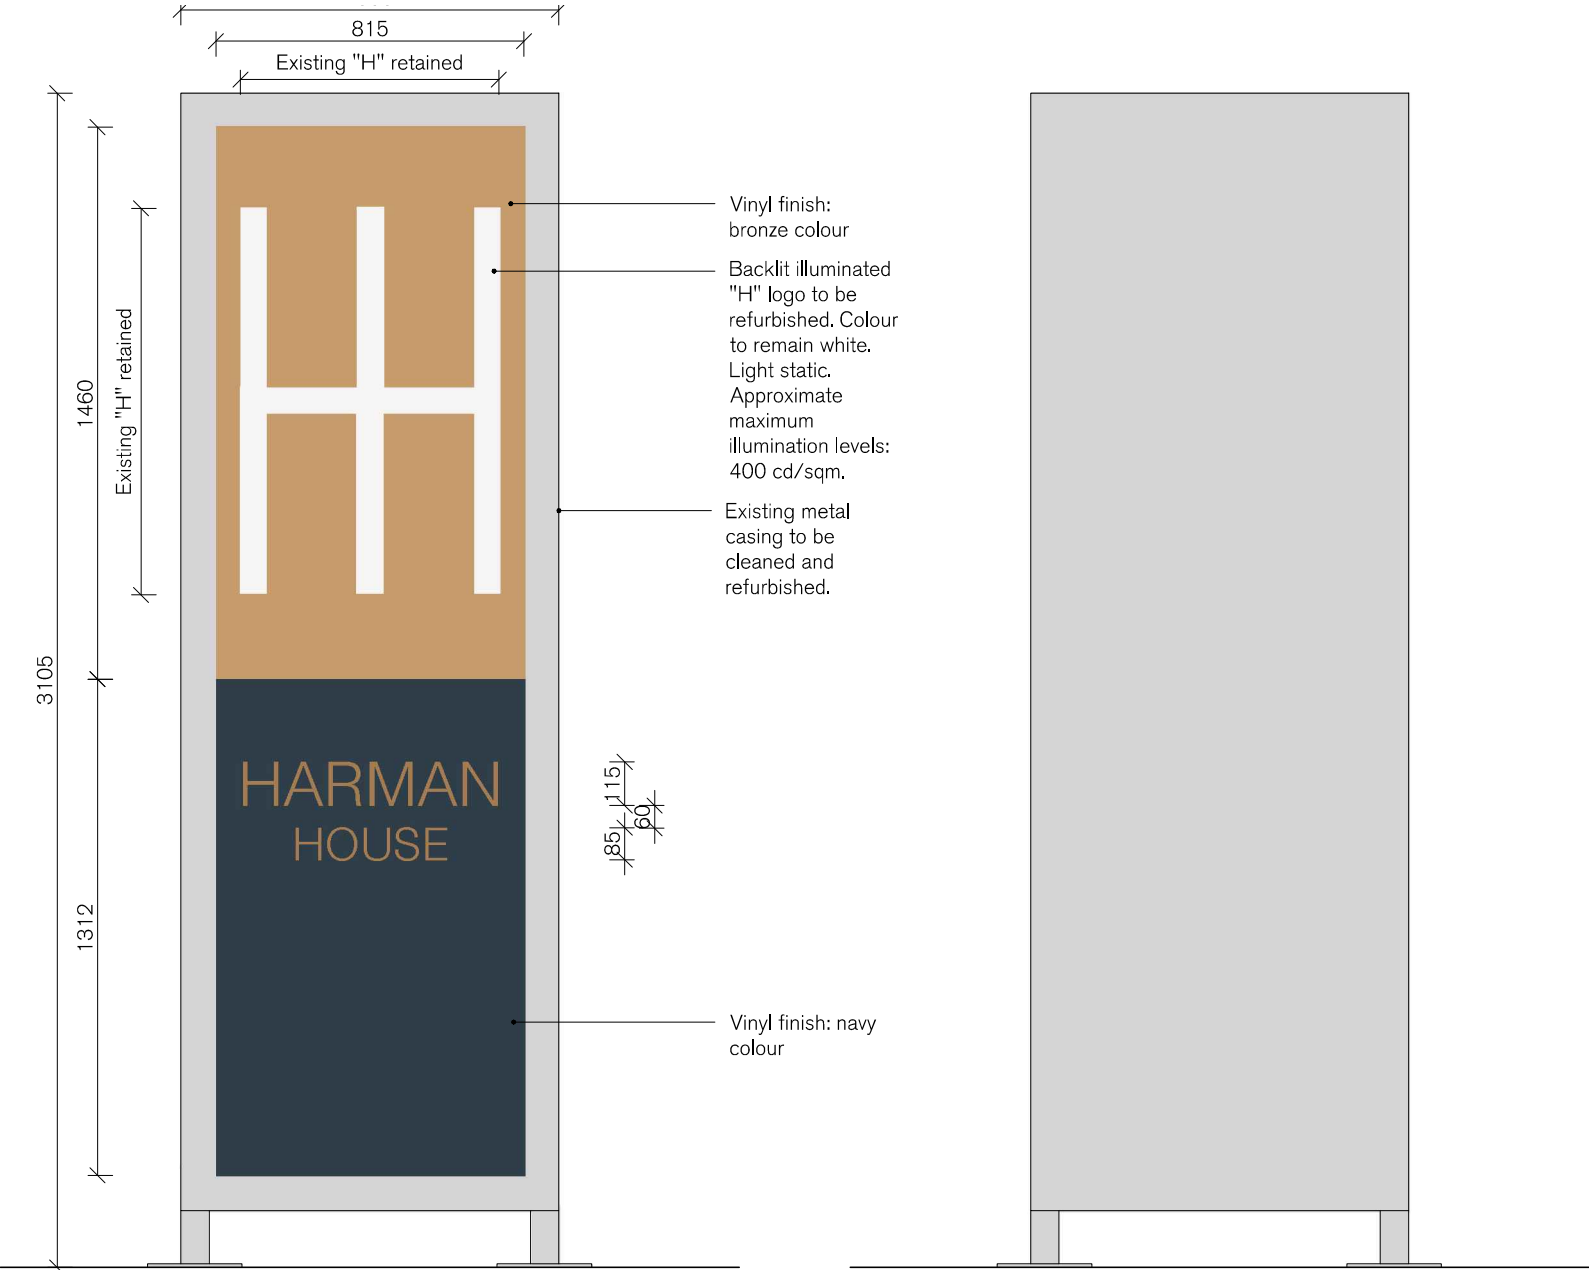 815
Existing "H" retained
Vinyl finish:
bronze colour
Backlit illuminated
"H" logo to be
refurbished. Colour
to remain white.
Light static.
Approximate
maximum
illumination levels:
400 cd/sqm.
Existing "H" retained
1460
Existing metal
casing to be
cleaned and
refurbished.
3105
HARMAN
HOUSE
115
60
85
1312
Vinyl finish: navy
colour